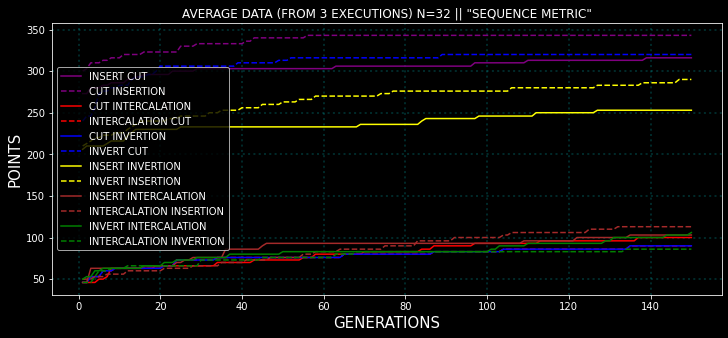 AVERAGE DATA (FROM 3 EXECUTIONS) N=32 || "SEQUENCE METRIC"
POINTS
350
300
250
200
150
100
50
INSERT CUT
CUT INSERTION
CUT INTERCALATION
INTERCALATION CUT
CUT INVERTION
INVERT CUT
INSERT INVERTION
INVERT INSERTION
INSERT INTERCALATION
INTERCALATION INSERTION
INVERT INTERCALATION
INTERCALATION INVERTION
0 20 40 60 80 100 120 140
GENERATIONS